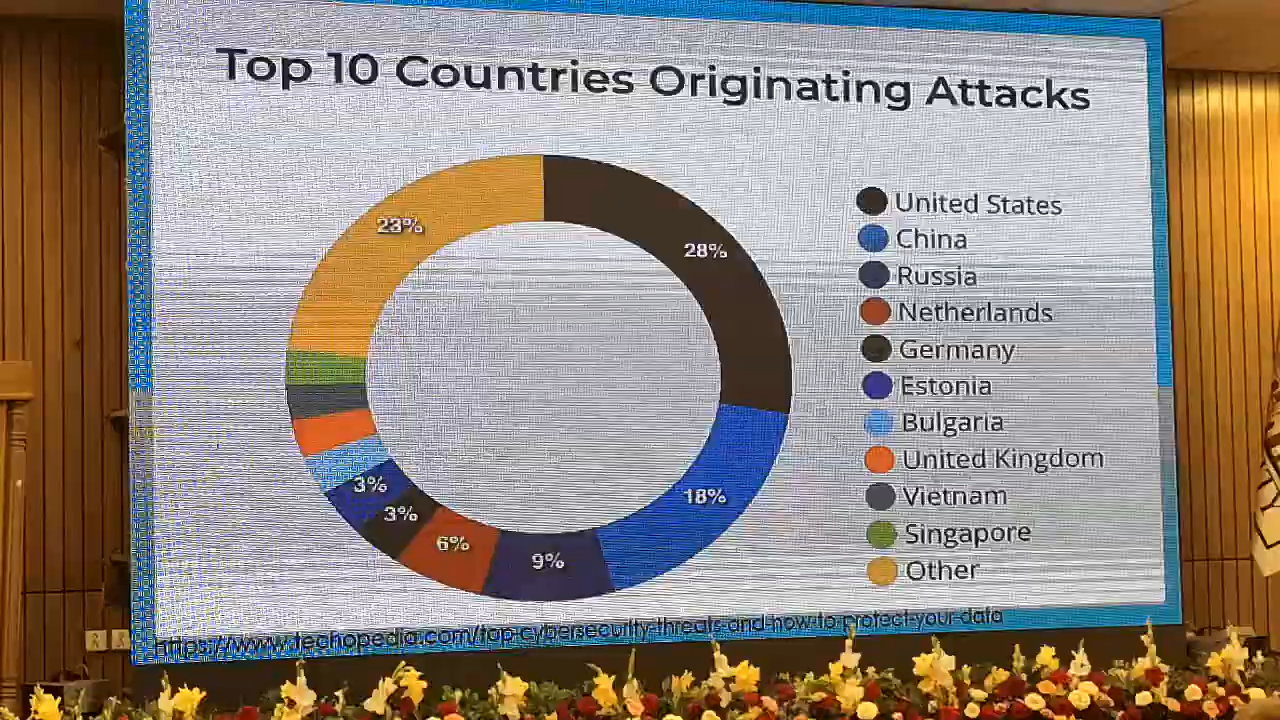 Top 10 Countries Originating Attacks
23%
28%
18%
9%
6%
3%
3%
United States
China
Russia
Netherlands
Germany
Estonia
Bulgaria
United Kingdom
Vietnam
Singapore
Other
https://www.techopedia.com/top-cybersecurity-threats-and-how-to-protect-your-data